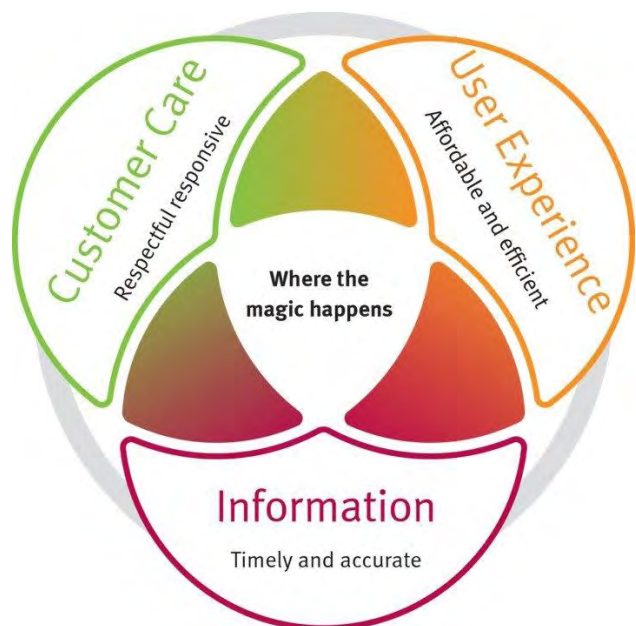 Customer Care
Respectful responsive
User Experience
Affordable and efficient
Where the
magic happens
Information
Timely and accurate